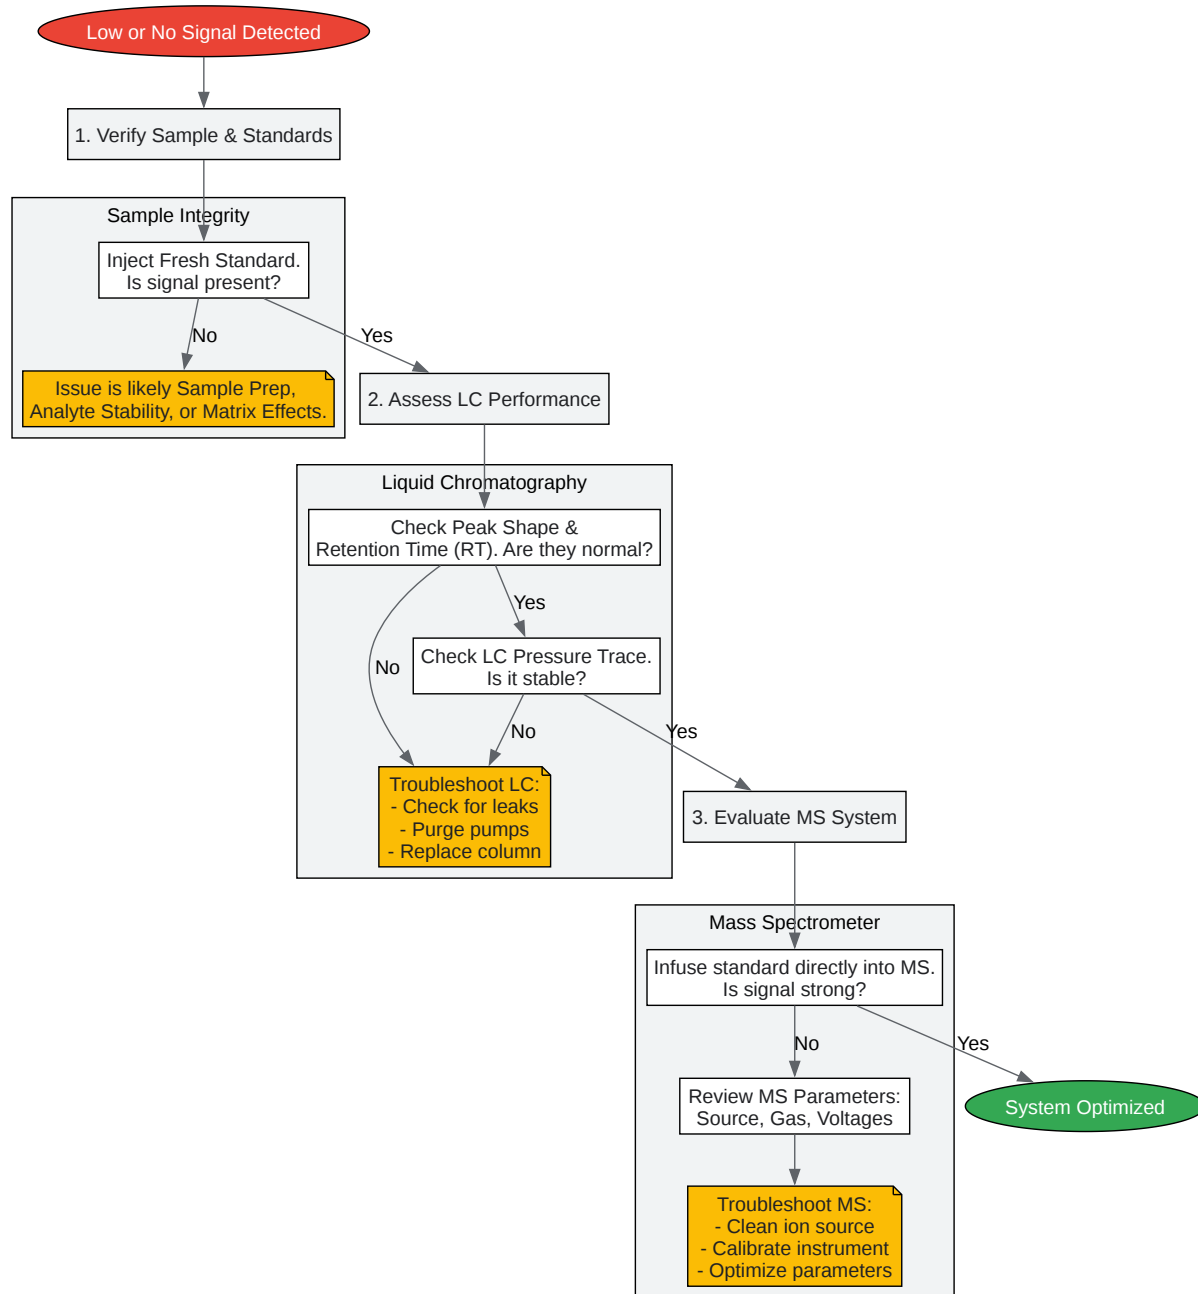 Low or No Signal Detected
1. Verify Sample & Standards
Sample Integrity
Inject Fresh Standard.
Is signal present?
No
Yes
Issue is likely Sample Prep,
Analyte Stability, or Matrix Effects.
2. Assess LC Performance
Liquid Chromatography
Check Peak Shape &
Retention Time (RT). Are they normal?
Yes
No
Check LC Pressure Trace.
Is it stable?
No
Yes
Troubleshoot LC:
- Check for leaks
- Purge pumps
- Replace column
3. Evaluate MS System
Mass Spectrometer
Infuse standard directly into MS.
Is signal strong?
No
Yes
Review MS Parameters:
Source, Gas, Voltages
System Optimized
Troubleshoot MS:
- Clean ion source
- Calibrate instrument
- Optimize parameters